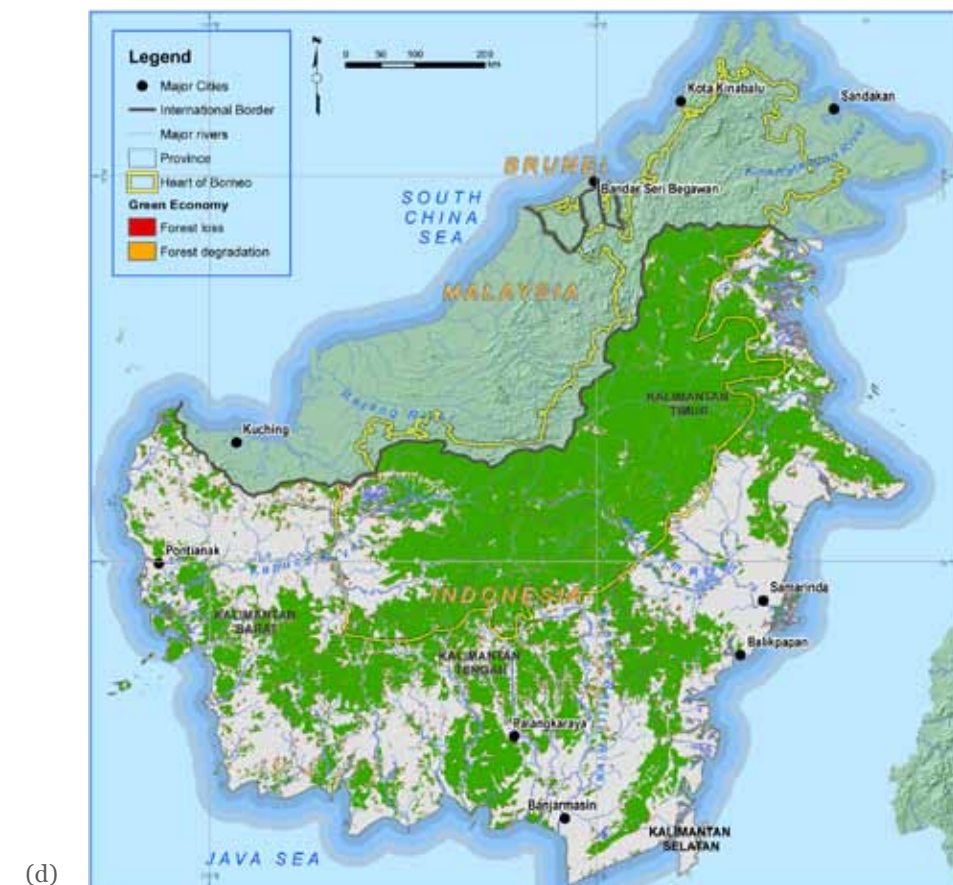 Legend
Major Cities
International Border
Major rivers
Province
Heart of Borneo
Green Economy
Forest loss
Forest degradation
N
0 50 100 200
km
Kota Kinabalu
Sandakan
Kinabatangan River
BRUNEI
Bandar Seri Begawan
SOUTH
CHINA
SEA
MALAYSIA
KALIMANTAN
TIMUR
Rajang River
Kuching
Pontianak
INDONESIA
Samarinda
KALIMANTAN
BARAT
Balikpapan
KALIMANTAN
TENGAH
Palangkaraya
Banjarmasin
KALIMANTAN
SELATAN
JAVA SEA
(d)